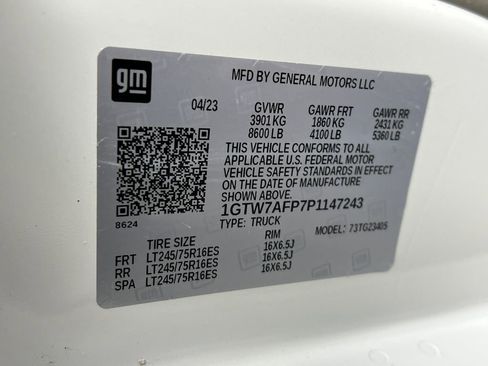 gm
MFD BY GENERAL MOTORS LLC
04/23 GVWR GAWR FRT GAWR RR
3901 KG 1860 KG 2431 KG
8600 LB 4100 LB 5360 LB
THIS VEHICLE CONFORMS TO ALL
APPLICABLE U.S. FEDERAL MOTOR
VEHICLE SAFETY STANDARDS IN EFFECT
ON THE DATE OF MANUFACTURE
1GTW7AFP7P1147243
8624 TYPE: TRUCK MODEL: 73TG23405
TIRE SIZE RIM
FRT LT245/75R16ES 16X6.5J
RR LT245/75R16ES 16X6.5J
SPA LT245/75R16ES 16X6.5J